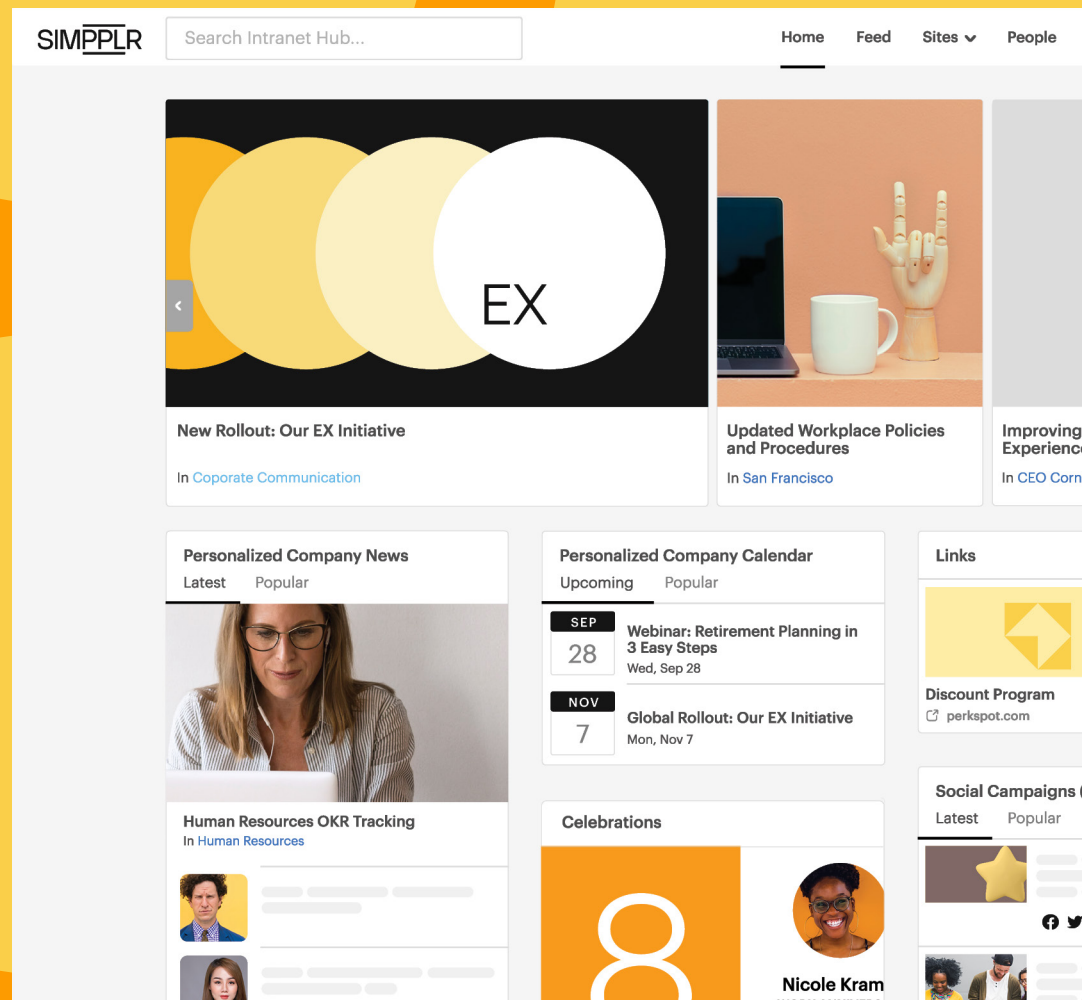 SIMPPLR
Search Intranet Hub...
Home Feed Sites People
EX
New Rollout: Our EX Initiative
In Coporate Communication
Updated Workplace Policies
and Procedures
In San Francisco
Improving
Experience
In CEO Corn
Personalized Company News
Latest Popular
Human Resources OKR Tracking
In Human Resources
Personalized Company Calendar
Upcoming Popular
SEP
28
Webinar: Retirement Planning in
3 Easy Steps
Wed, Sep 28
NOV
7
Global Rollout: Our EX Initiative
Mon, Nov 7
Celebrations
8
Nicole Kram
Links
Discount Program
perkspot.com
Social Campaigns (
Latest Popular